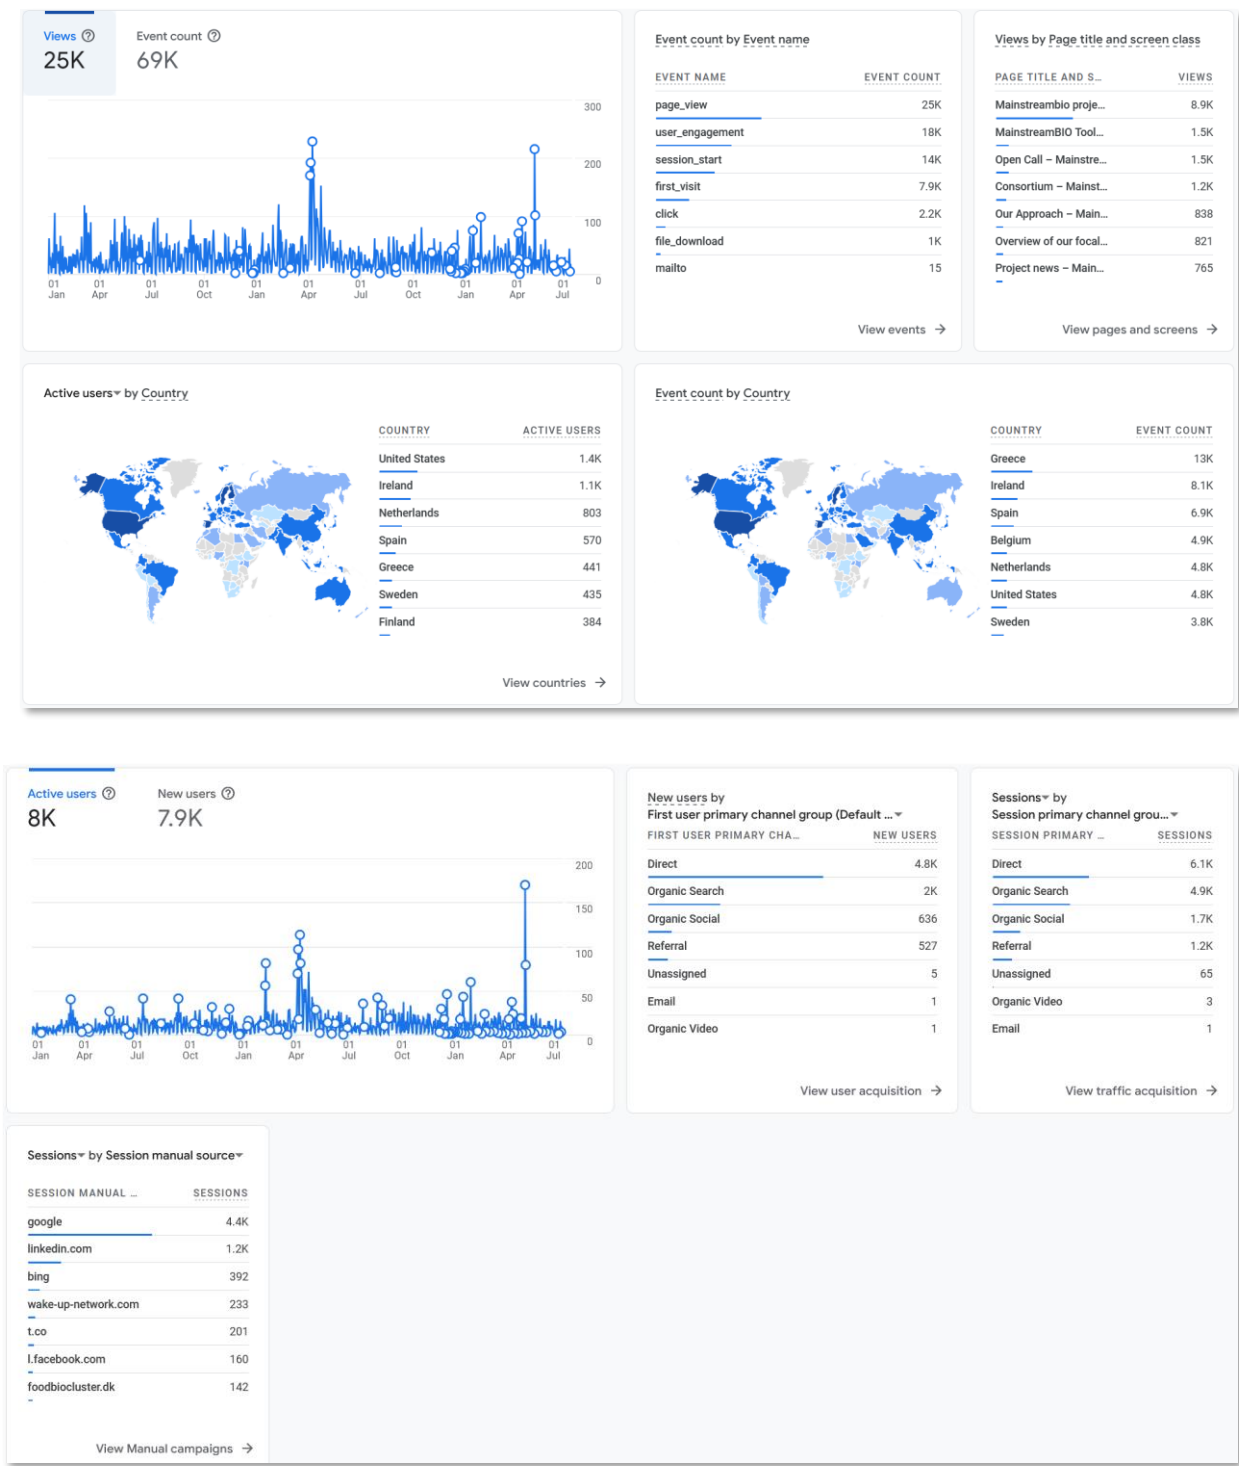 Views
25K
Event count
69K
300
200
100
0
01 Jan
01 Apr
01 Jul
01 Oct
01 Jan
01 Apr
01 Jul
01 Oct
01 Jan
01 Apr
01 Jul
Event count by Event name
EVENT NAME EVENT COUNT
page_view 25K
user_engagement 18K
session_start 14K
first_visit 7.9K
click 2.2K
file_download 1K
mailto 15
View events →
Views by Page title and screen class
PAGE TITLE AND S... VIEWS
Mainstreambio proje... 8.9K
MainstreamBIO Tool... 1.5K
Open Call – Mainstre... 1.5K
Consortium – Mainst... 1.2K
Our Approach – Main... 838
Overview of our focal... 821
Project news – Main... 765
View pages and screens →
Active users by Country
COUNTRY ACTIVE USERS
United States 1.4K
Ireland 1.1K
Netherlands 803
Spain 570
Greece 441
Sweden 435
Finland 384
View countries →
Event count by Country
COUNTRY EVENT COUNT
Greece 13K
Ireland 8.1K
Spain 6.9K
Belgium 4.9K
Netherlands 4.8K
United States 4.8K
Sweden 3.8K
Active users
8K
New users
7.9K
200
150
100
50
0
01 Jan
01 Apr
01 Jul
01 Oct
01 Jan
01 Apr
01 Jul
01 Oct
01 Jan
01 Apr
01 Jul
New users by
First user primary channel group (Default ...
FIRST USER PRIMARY CHA... NEW USERS
Direct 4.8K
Organic Search 2K
Organic Social 636
Referral 527
Unassigned 5
Email 1
Organic Video 1
View user acquisition →
Sessions by
Session primary channel grou...
SESSION PRIMARY ... SESSIONS
Direct 6.1K
Organic Search 4.9K
Organic Social 1.7K
Referral 1.2K
Unassigned 65
Organic Video 3
Email 1
View traffic acquisition →
Sessions by Session manual source
SESSION MANUAL ... SESSIONS
google 4.4K
linkedin.com 1.2K
bing 392
wake-up-network.com 233
t.co 201
l.facebook.com 160
foodbiocluster.dk 142
View Manual campaigns →